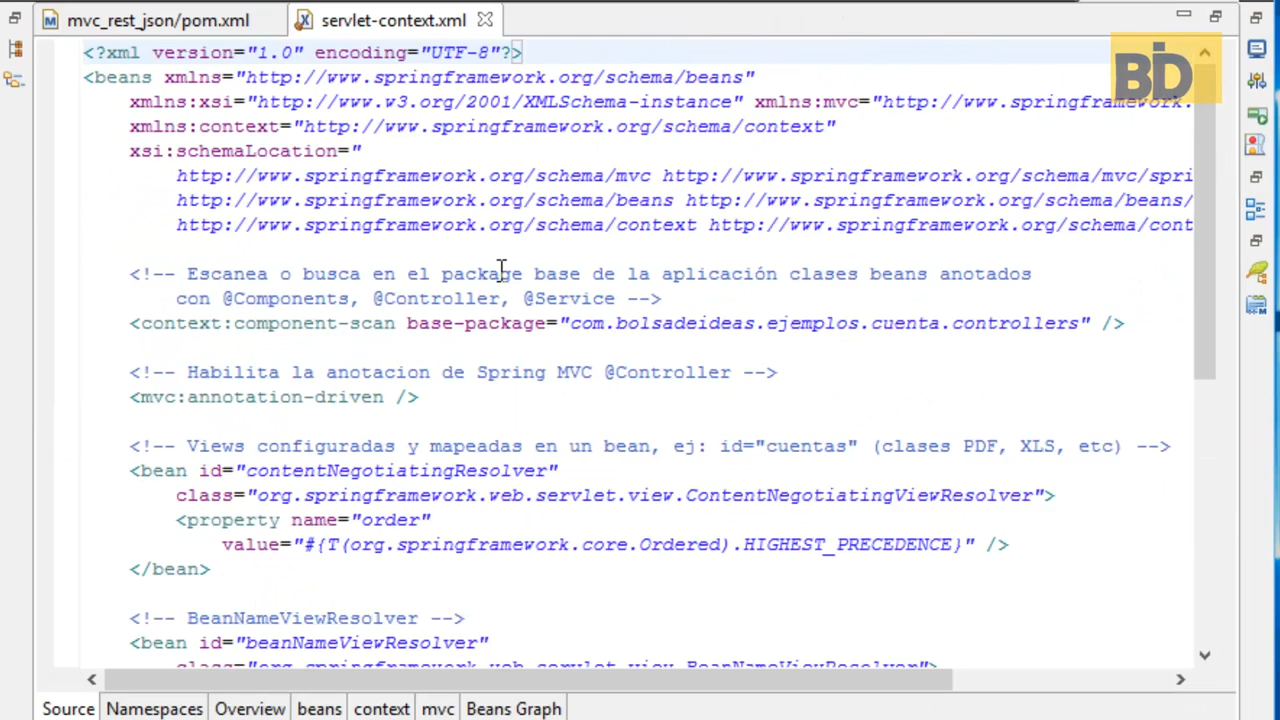 mvc_rest_json/pom.xml
servlet-context.xml
BD
<?xml version="1.0" encoding="UTF-8"?>
<beans xmlns="http://www.springframework.org/schema/beans"
xmlns:xsi="http://www.w3.org/2001/XMLSchema-instance" xmlns:mvc="http://www.springframework.
xmlns:context="http://www.springframework.org/schema/context"
xsi:schemaLocation="
http://www.springframework.org/schema/mvc http://www.springframework.org/schema/mvc/spri
http://www.springframework.org/schema/beans http://www.springframework.org/schema/beans/
http://www.springframework.org/schema/context http://www.springframework.org/schema/cont
<!-- Escanea o busca en el package base de la aplicación clases beans anotados
con @Components, @Controller, @Service -->
<context:component-scan base-package="com.bolsadeideas.ejemplos.cuenta.controllers" />
<!-- Habilita la anotacion de Spring MVC @Controller -->
<mvc:annotation-driven />
<!-- Views configuradas y mapeadas en un bean, ej: id="cuentas" (clases PDF, XLS, etc) -->
<bean id="contentNegotiatingResolver"
class="org.springframework.web.servlet.view.ContentNegotiatingViewResolver">
<property name="order"
value="#{T(org.springframework.core.Ordered).HIGHEST_PRECEDENCE}" />
</bean>
<!-- BeanNameViewResolver -->
<bean id="beanNameViewResolver"
class="org.springframework.web.servlet.view.BeanNameViewResolver">
Source Namespaces Overview beans context mvc Beans Graph